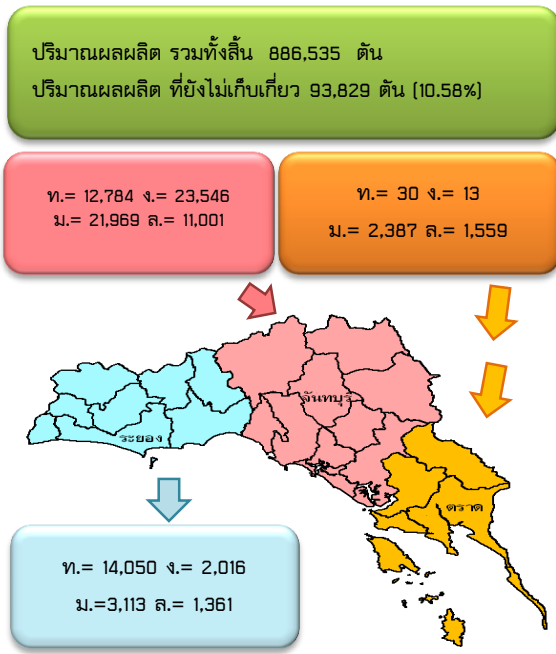 ปริมาณผลผลิต รวมทั้งสิ้น 886,535 ตัน
ปริมาณผลผลิต ที่ยังไม่เก็บเกี่ยว 93,829 ตัน (10.58%)
ท.= 12,784 ง.= 23,546
ม.= 21,969 ล.= 11,001
ท.= 30 ง.= 13
ม.= 2,387 ล.= 1,559
จันทบุรี
ระยอง
ตราด
ท.= 14,050 ง.= 2,016
ม.=3,113 ล.= 1,361